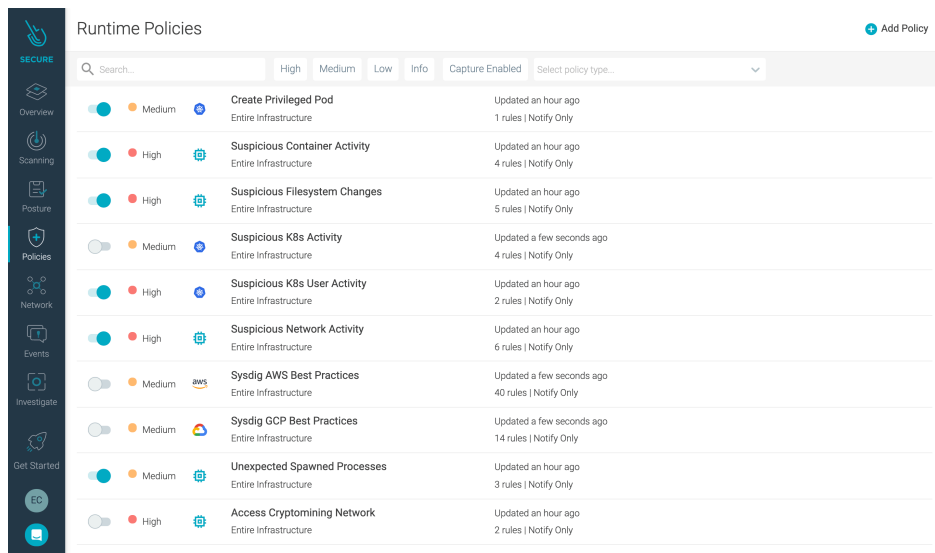 SECURE
Overview
Scanning
Posture
Policies
Network
Events
Investigate
Get Started
EC
Runtime Policies
Add Policy
Search...
High
Medium
Low
Info
Capture Enabled
Select policy type...
Medium
Create Privileged Pod
Entire Infrastructure
Updated an hour ago
1 rules | Notify Only
High
Suspicious Container Activity
Entire Infrastructure
Updated an hour ago
4 rules | Notify Only
High
Suspicious Filesystem Changes
Entire Infrastructure
Updated an hour ago
5 rules | Notify Only
Medium
Suspicious K8s Activity
Entire Infrastructure
Updated a few seconds ago
4 rules | Notify Only
High
Suspicious K8s User Activity
Entire Infrastructure
Updated an hour ago
2 rules | Notify Only
High
Suspicious Network Activity
Entire Infrastructure
Updated an hour ago
6 rules | Notify Only
Medium
aws
Sysdig AWS Best Practices
Entire Infrastructure
Updated a few seconds ago
40 rules | Notify Only
Medium
Sysdig GCP Best Practices
Entire Infrastructure
Updated a few seconds ago
14 rules | Notify Only
Medium
Unexpected Spawned Processes
Entire Infrastructure
Updated an hour ago
3 rules | Notify Only
High
Access Cryptomining Network
Entire Infrastructure
Updated an hour ago
2 rules | Notify Only